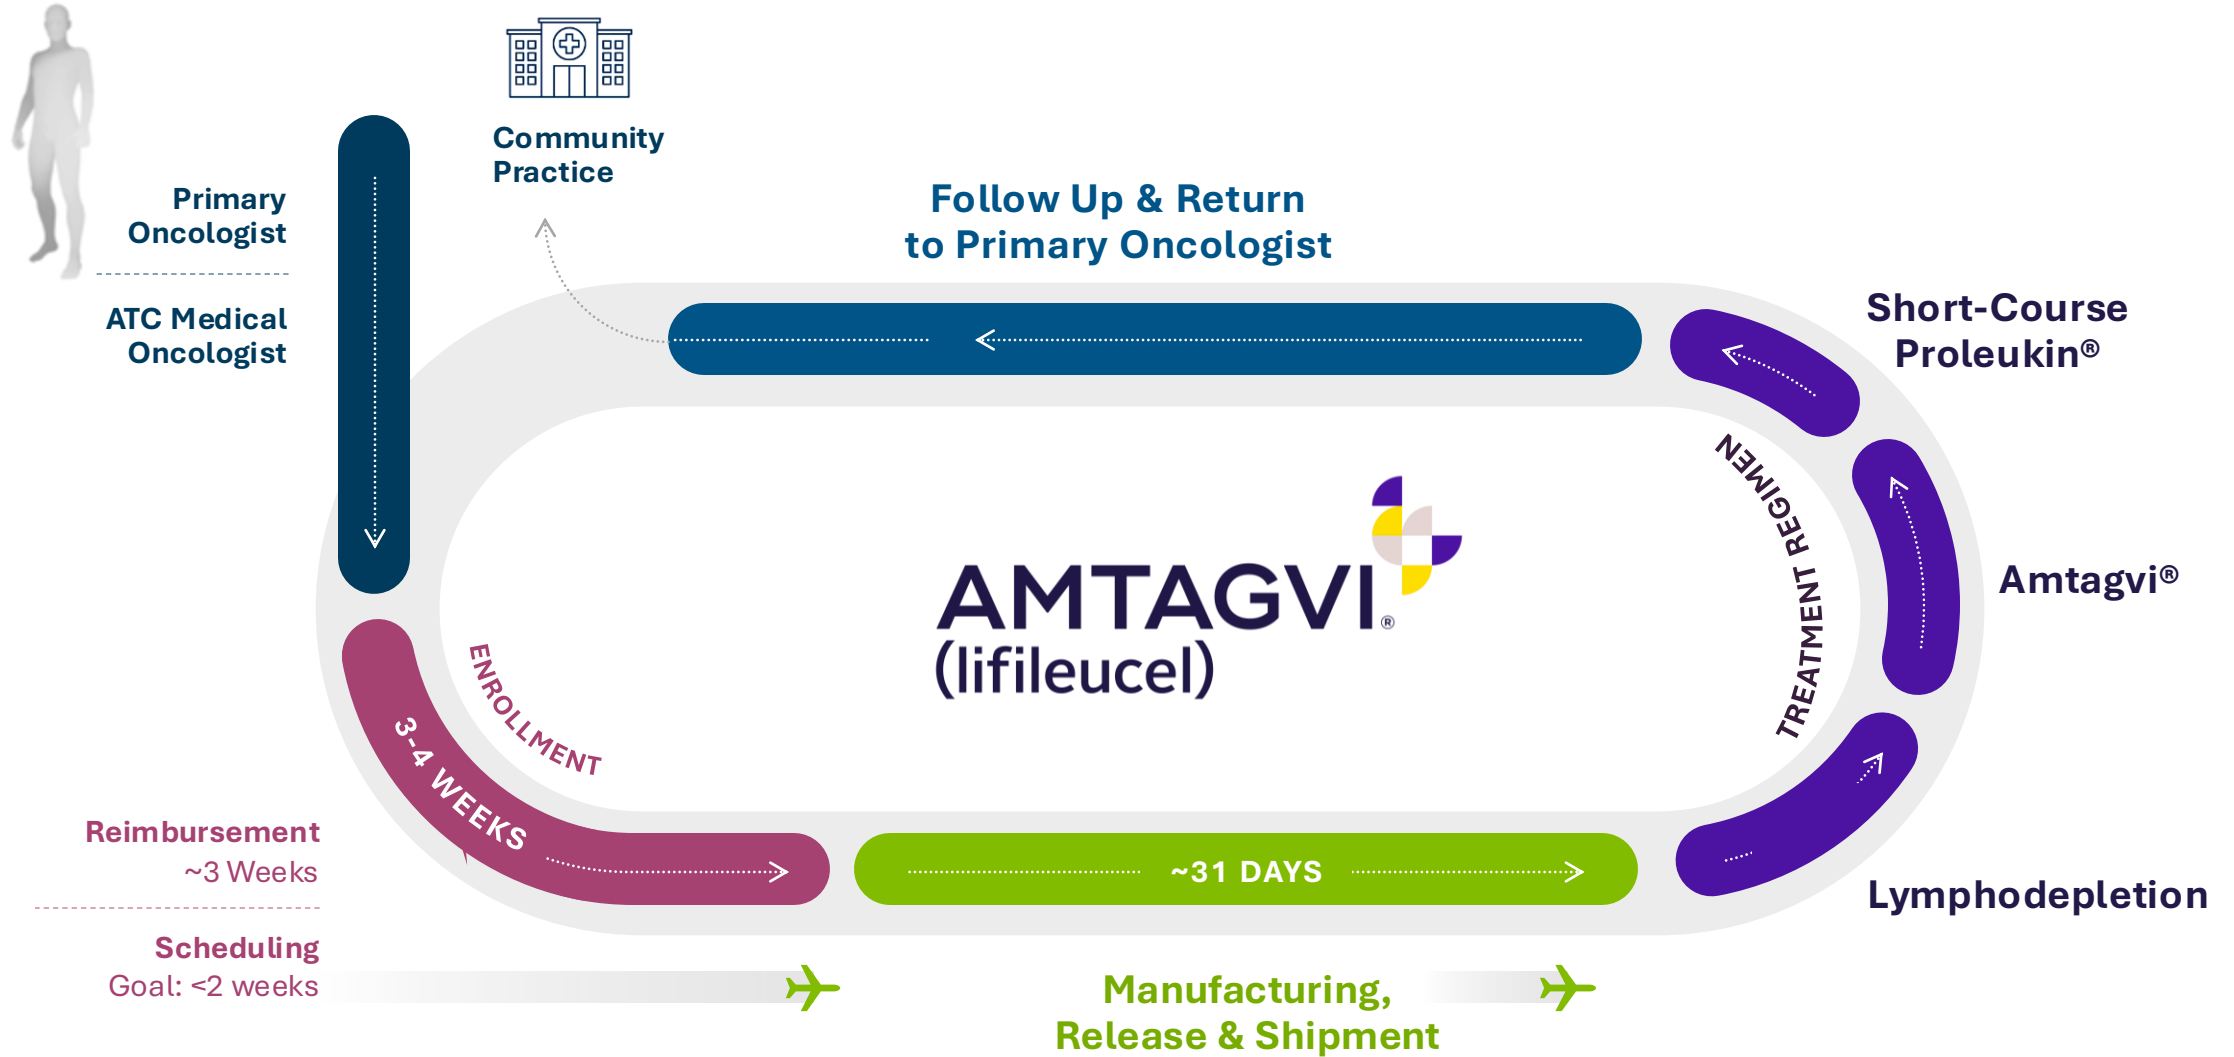 Community
Practice
Primary
Oncologist
ATC Medical
Oncologist
Follow Up & Return
to Primary Oncologist
Short-Course
Proleukin®
TREATMENT REGIMEN
Amtagvi®
AMTAGVI®
(lifileucel)
ENROLLMENT
3-4 WEEKS
Reimbursement
~3 Weeks
~31 DAYS
Lymphodepletion
Scheduling
Goal: <2 weeks
Manufacturing,
Release & Shipment